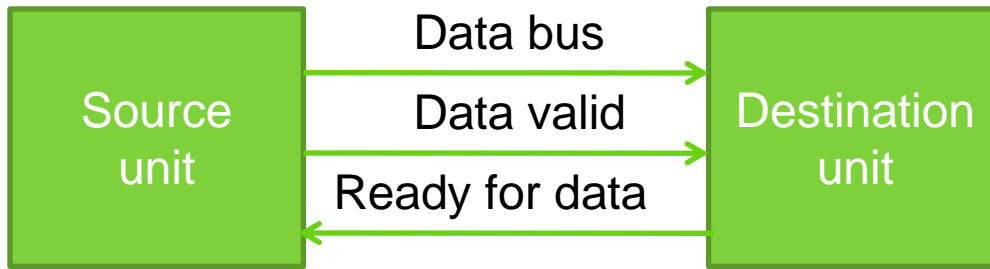 Data bus
Source
unit
Data valid
Destination
unit
Ready for data